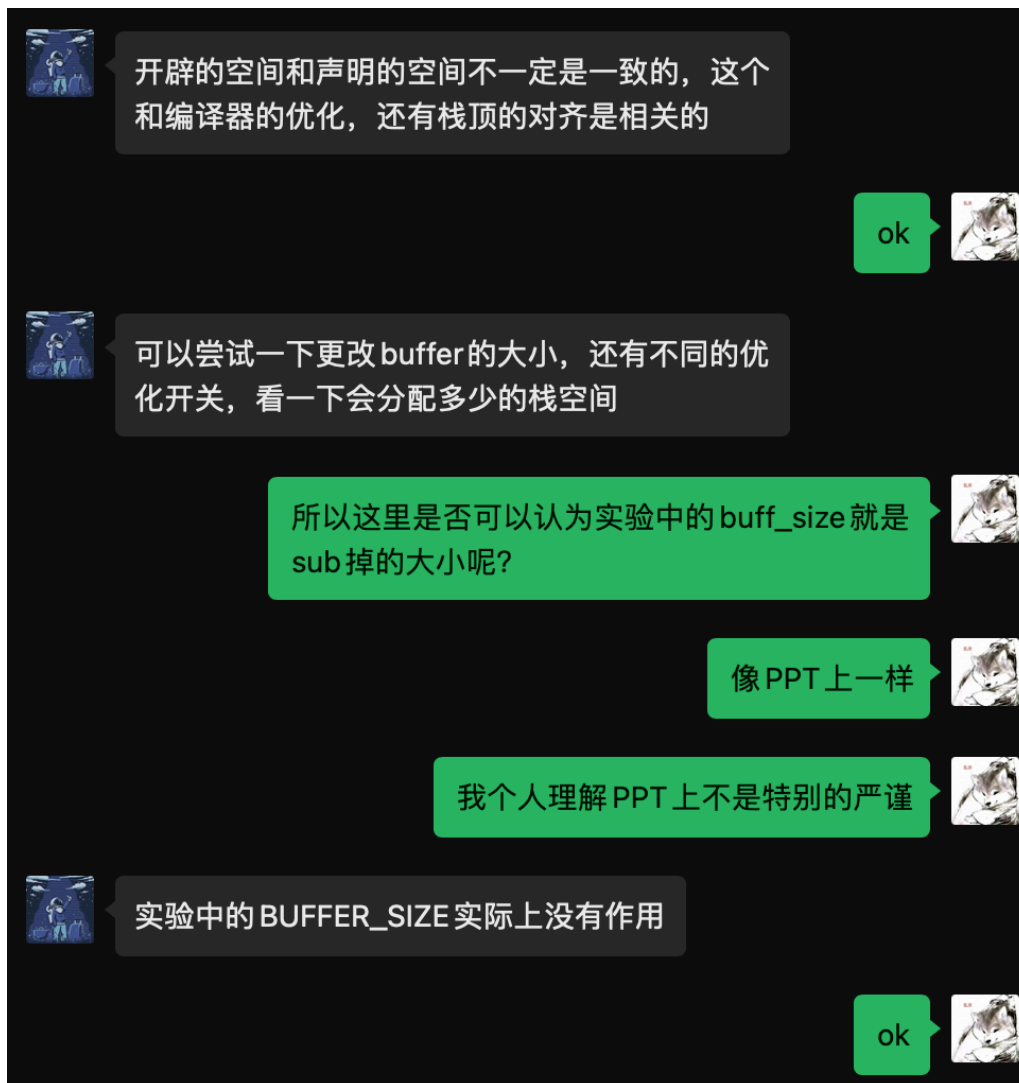 开辟的空间和声明的空间不一定是一致的，这个
和编译器的优化，还有栈顶的对齐是相关的
ok
可以尝试一下更改buffer的大小，还有不同的优
化开关，看一下会分配多少的栈空间
所以这里是否可以认为实验中的buff_size就是
sub掉的大小呢?
像PPT上一样
我个人理解PPT上不是特别的严谨
实验中的BUFFER_SIZE实际上没有作用
ok